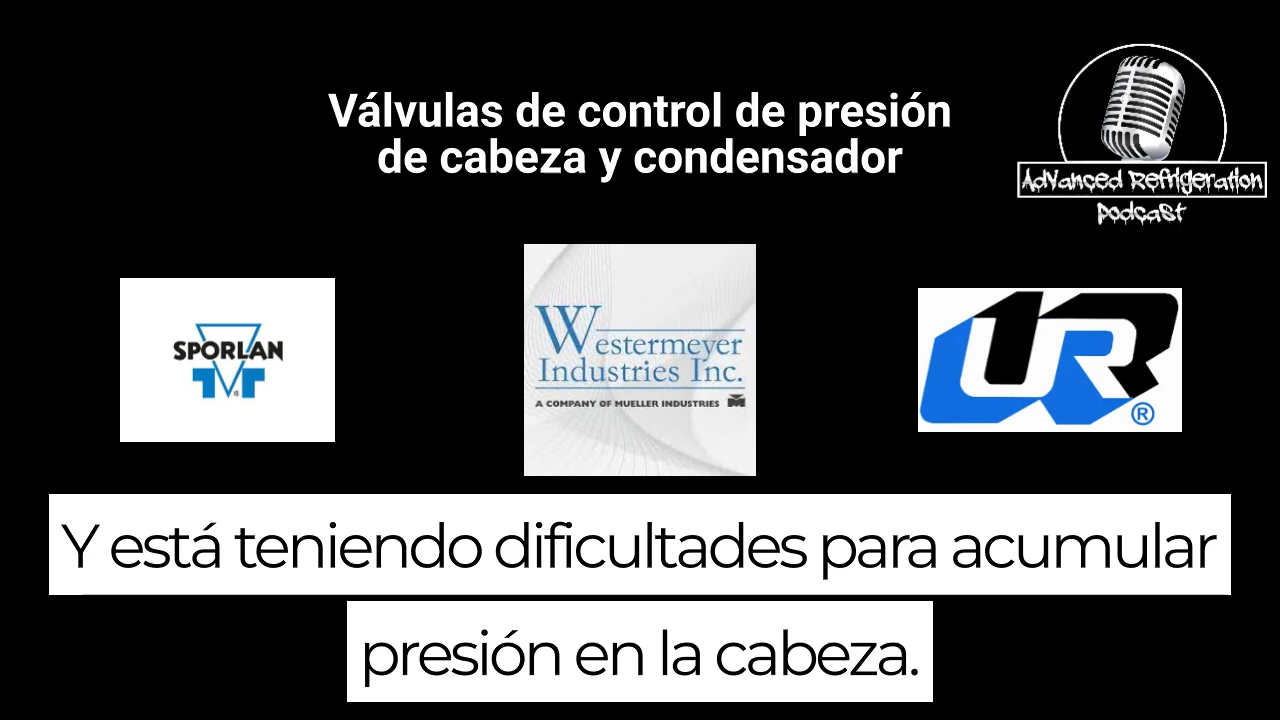 Válvulas de control de presión
de cabeza y condensador
Advanced Refrigeration
Podcast
SPORLAN
Westermeyer
Industries Inc.
A COMPANY OF MUELLER INDUSTRIES
UR
®
Y está teniendo dificultades para acumular
presión en la cabeza.